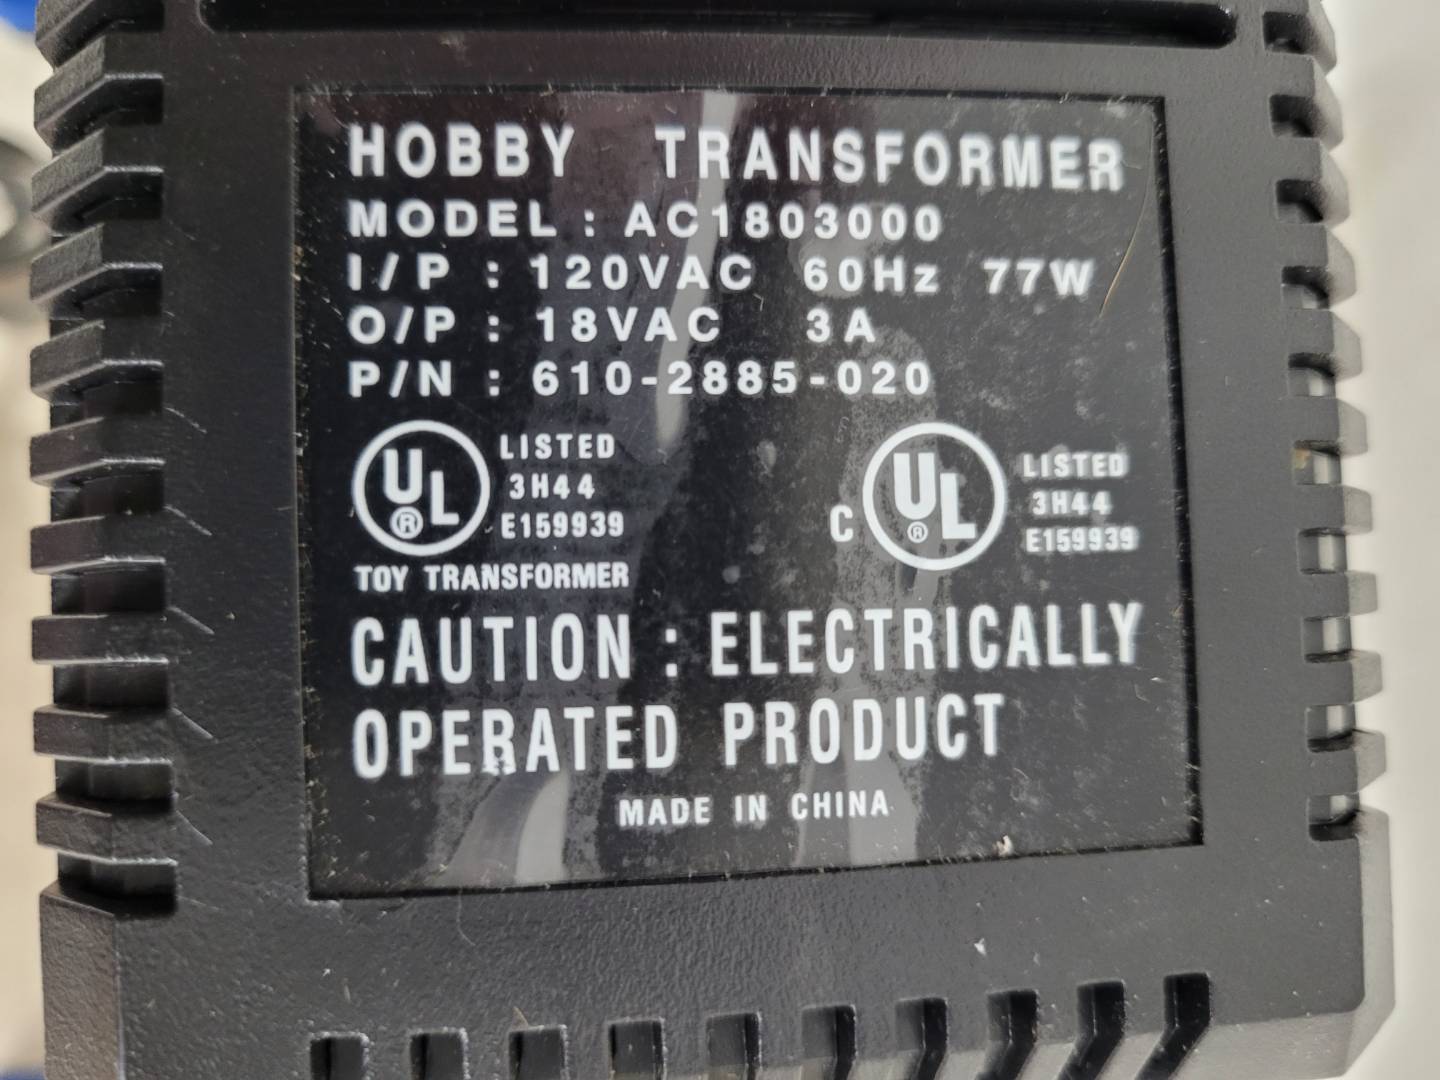 HOBBY TRANSFORMER
MODEL : AC1803000
I/P : 120VAC 60Hz 77W
O/P : 18VAC 3A
P/N : 610-2885-020
UL® LISTED
3H44
E159939
TOY TRANSFORMER
C UL® LISTED
3H44
E159939
CAUTION : ELECTRICALLY
OPERATED PRODUCT
MADE IN CHINA